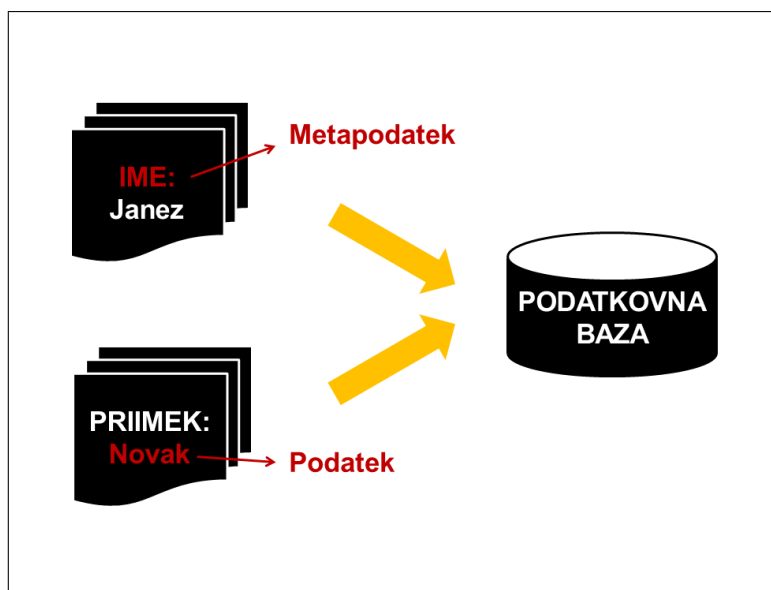 Metapodatek
IME:
Janez
PODATKOVNA
BAZA
PRIIMEK:
Novak
Podatek